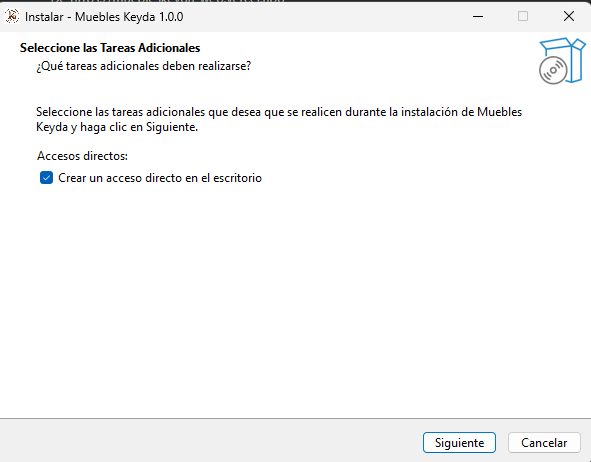 Instalar - Muebles Keyda 1.0.0
Seleccione las Tareas Adicionales
¿Qué tareas adicionales deben realizarse?
Seleccione las tareas adicionales que desea que se realicen durante la instalación de Muebles
Keyda y haga clic en Siguiente.
Accesos directos:
Crear un acceso directo en el escritorio
Siguiente
Cancelar